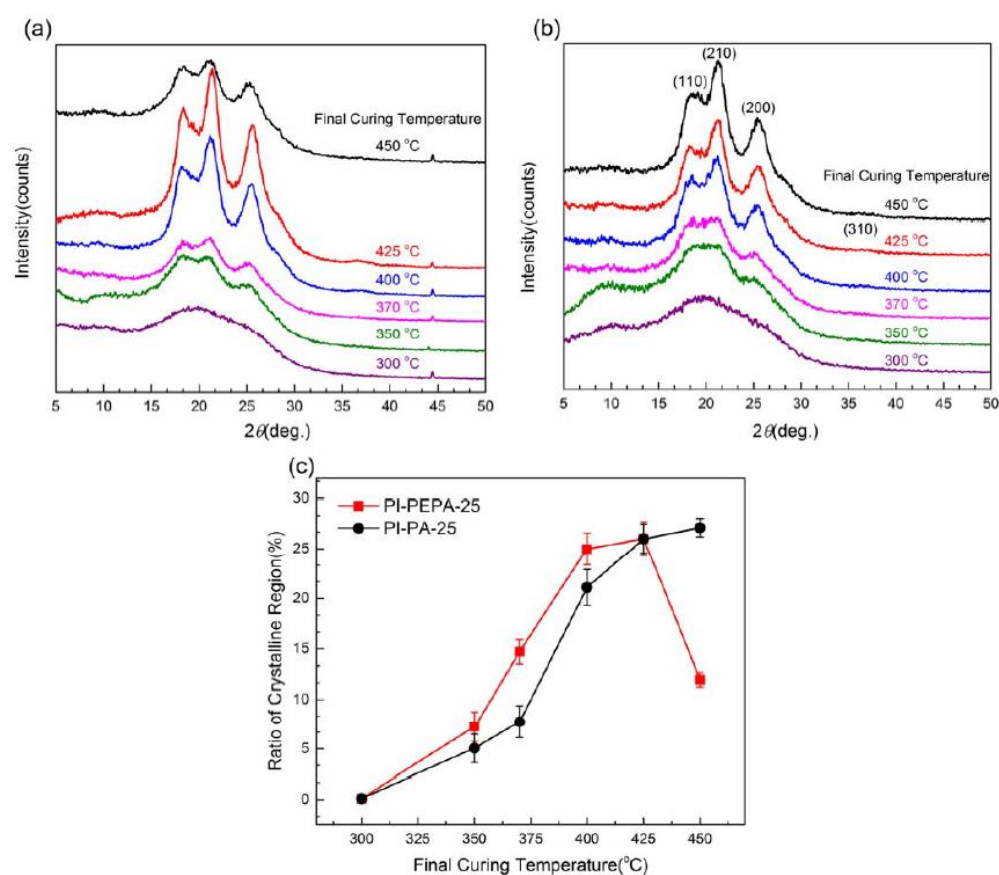 (a)
Intensity(counts)
Final Curing Temperature
450 °C
425 °C
400 °C
370 °C
350 °C
300 °C
5 10 15 20 25 30 35 40 45 50
2θ(deg.)
(b)
Intensity(counts)
(110)
(210)
(200)
Final Curing Temperature
450 °C
(310)
425 °C
400 °C
370 °C
350 °C
300 °C
5 10 15 20 25 30 35 40 45 50
2θ(deg.)
(c)
Ratio of Crystalline Region(%)
30
25
20
15
10
5
0
PI-PEPA-25
PI-PA-25
300 325 350 375 400 425 450
Final Curing Temperature(°C)